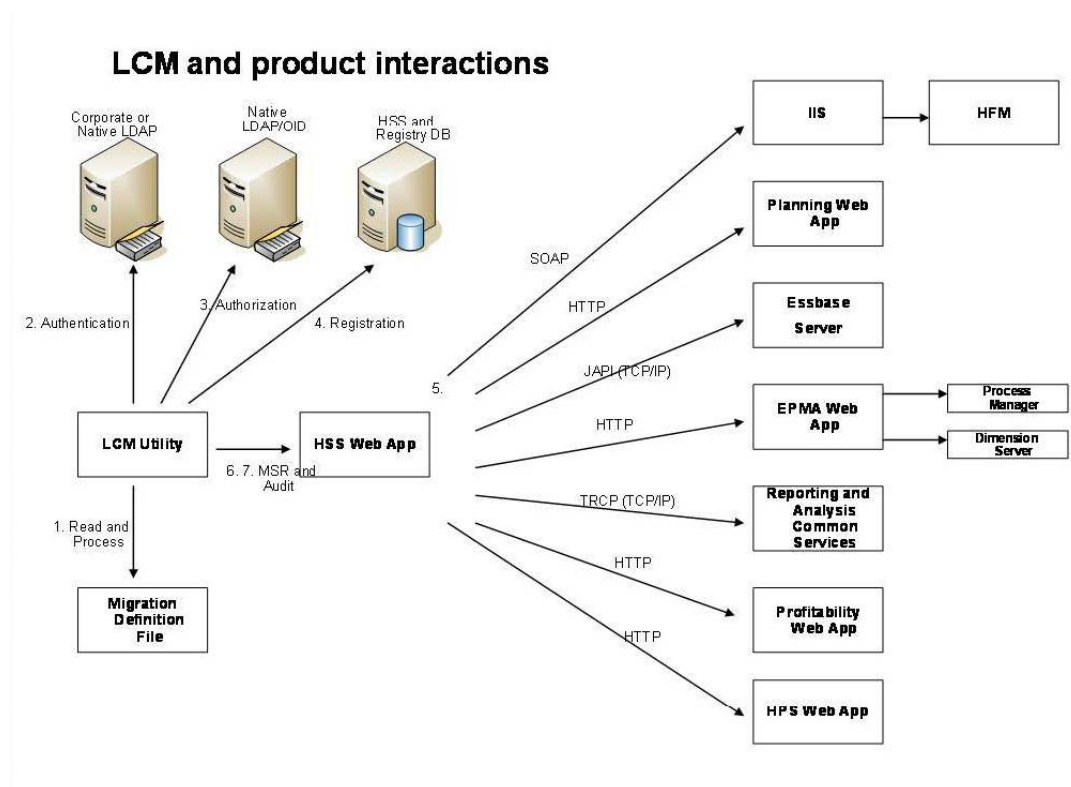 LCM and product interactions
Corporate or
Native LDAP
Native
LDAP/OID
HSS and
Registry DB
2. Authentication
3. Authorization
4. Registration
LCM Utility
HSS Web App
6. 7. MSR and
Audit
1. Read and
Process
Migration
Definition
File
5.
SOAP
HTTP
JAPI (TCP/IP)
HTTP
TRCP (TCP/IP)
HTTP
HTTP
IIS
HFM
Planning Web
App
Essbase
Server
EPMA Web
App
Process
Manager
Dimension
Server
Reporting and
Analysis
Common
Services
Profitability
Web App
HPS Web App